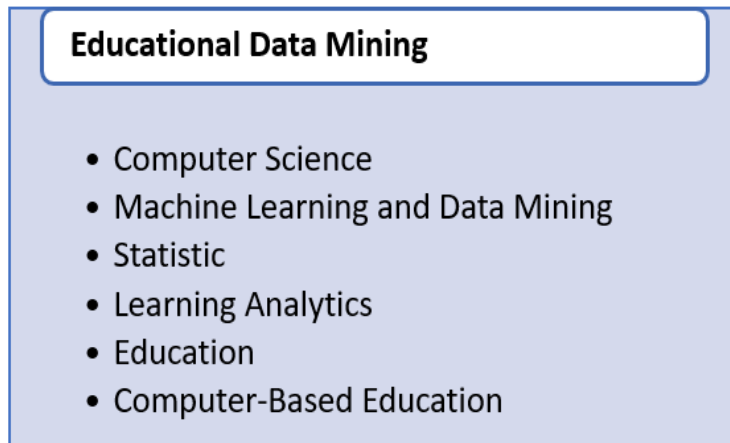 Educational Data Mining
• Computer Science
• Machine Learning and Data Mining
• Statistic
• Learning Analytics
• Education
• Computer-Based Education